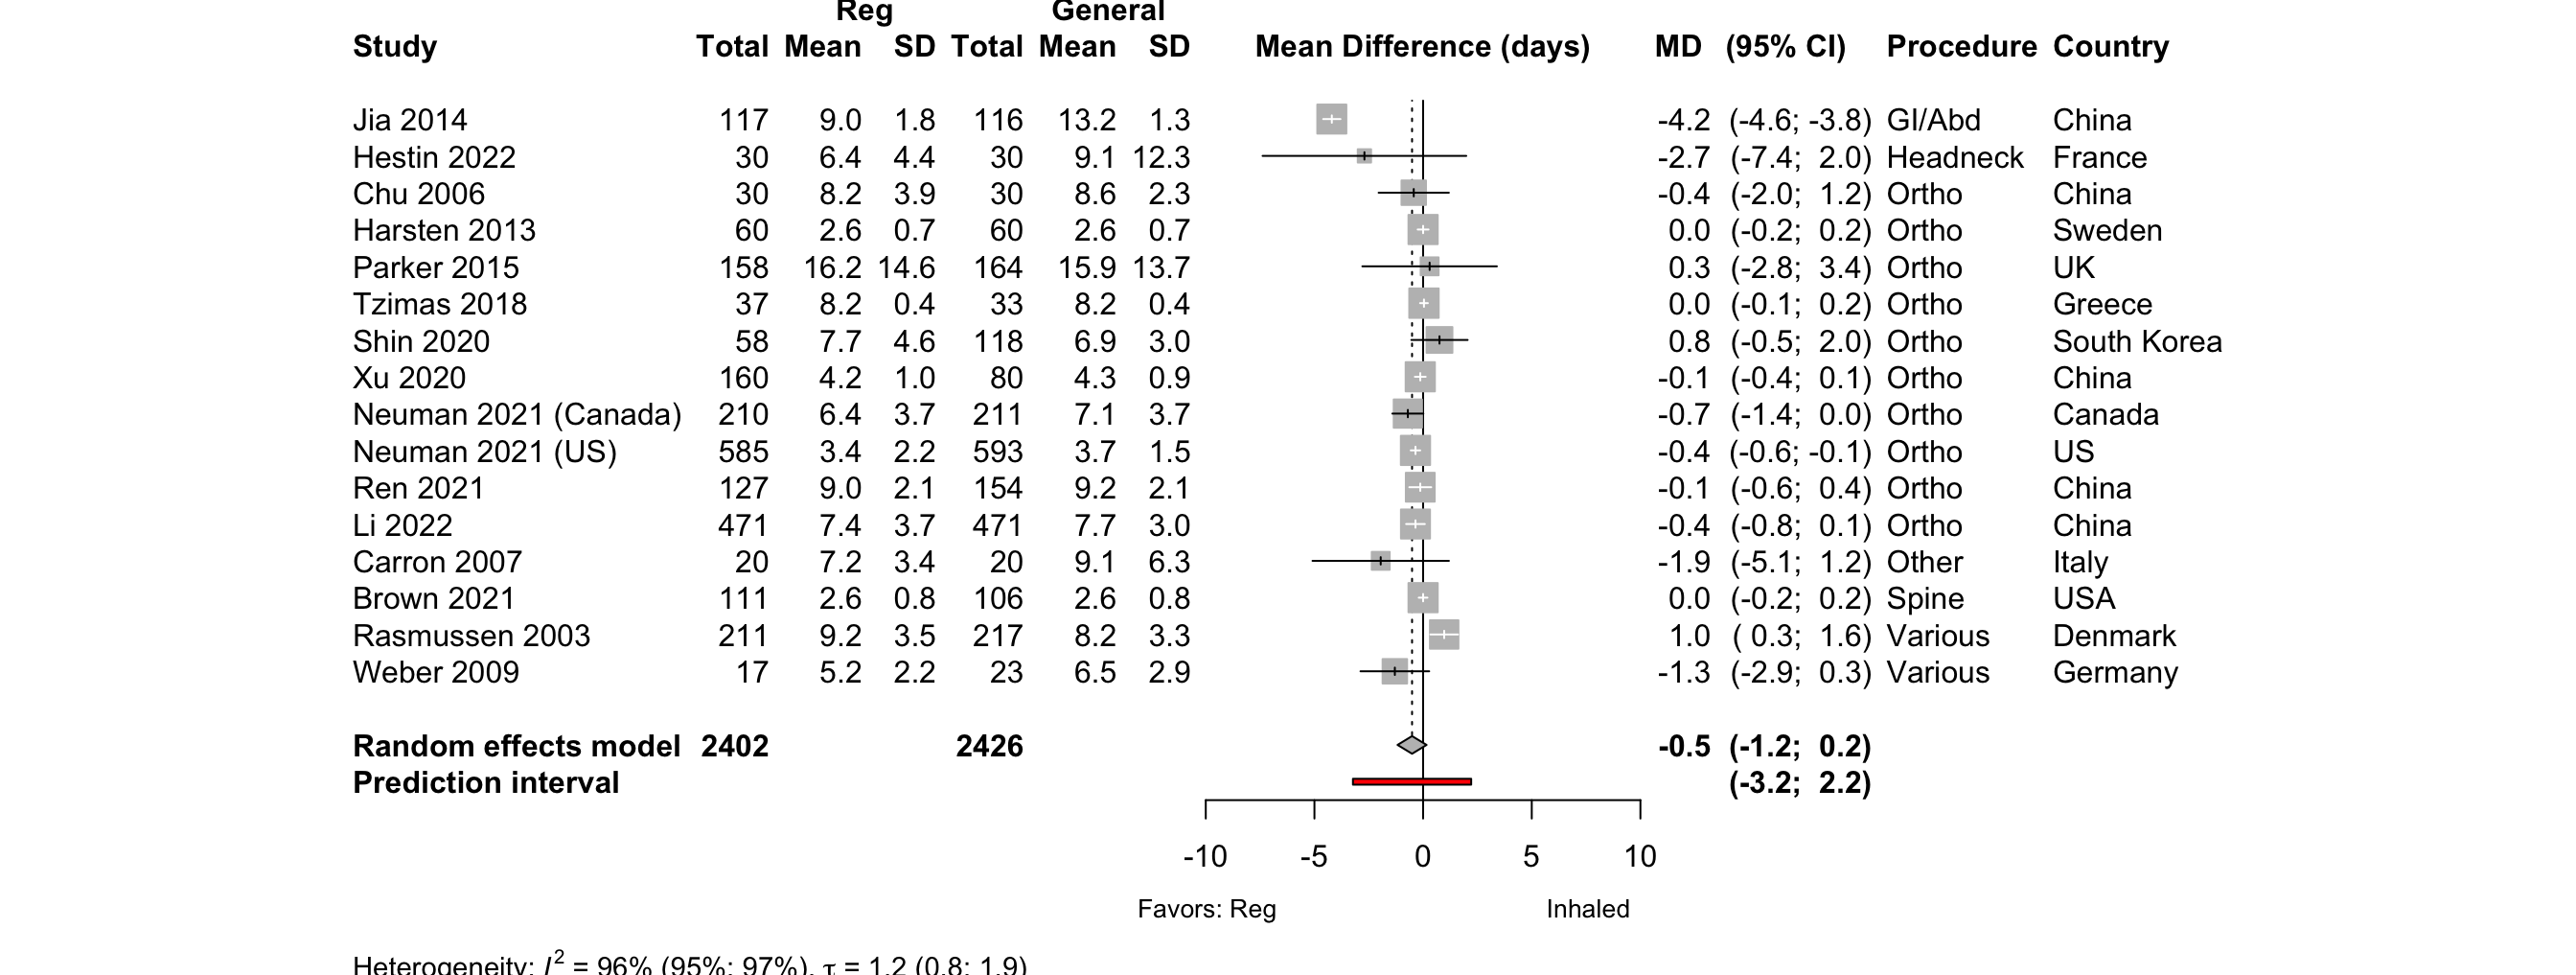 Reg General
Study Total Mean SD Total Mean SD Mean Difference (days) MD (95% CI) Procedure Country
Jia 2014 117 9.0 1.8 116 13.2 1.3 -4.2 (-4.6; -3.8) GI/Abd China
Hestin 2022 30 6.4 4.4 30 9.1 12.3 -2.7 (-7.4; 2.0) Headneck France
Chu 2006 30 8.2 3.9 30 8.6 2.3 -0.4 (-2.0; 1.2) Ortho China
Harsten 2013 60 2.6 0.7 60 2.6 0.7 0.0 (-0.2; 0.2) Ortho Sweden
Parker 2015 158 16.2 14.6 164 15.9 13.7 0.3 (-2.8; 3.4) Ortho UK
Tzimas 2018 37 8.2 0.4 33 8.2 0.4 0.0 (-0.1; 0.2) Ortho Greece
Shin 2020 58 7.7 4.6 118 6.9 3.0 0.8 (-0.5; 2.0) Ortho South Korea
Xu 2020 160 4.2 1.0 80 4.3 0.9 -0.1 (-0.4; 0.1) Ortho China
Neuman 2021 (Canada) 210 6.4 3.7 211 7.1 3.7 -0.7 (-1.4; 0.0) Ortho Canada
Neuman 2021 (US) 585 3.4 2.2 593 3.7 1.5 -0.4 (-0.6; -0.1) Ortho US
Ren 2021 127 9.0 2.1 154 9.2 2.1 -0.1 (-0.6; 0.4) Ortho China
Li 2022 471 7.4 3.7 471 7.7 3.0 -0.4 (-0.8; 0.1) Ortho China
Carron 2007 20 7.2 3.4 20 9.1 6.3 -1.9 (-5.1; 1.2) Other Italy
Brown 2021 111 2.6 0.8 106 2.6 0.8 0.0 (-0.2; 0.2) Spine USA
Rasmussen 2003 211 9.2 3.5 217 8.2 3.3 1.0 ( 0.3; 1.6) Various Denmark
Weber 2009 17 5.2 2.2 23 6.5 2.9 -1.3 (-2.9; 0.3) Various Germany
Random effects model 2402 2426 -0.5 (-1.2; 0.2)
Prediction interval (-3.2; 2.2)
-10 -5 0 5 10
Favors: Reg Inhaled
Heterogeneity: I² = 96% (95%; 97%), τ = 1.2 (0.8; 1.9)